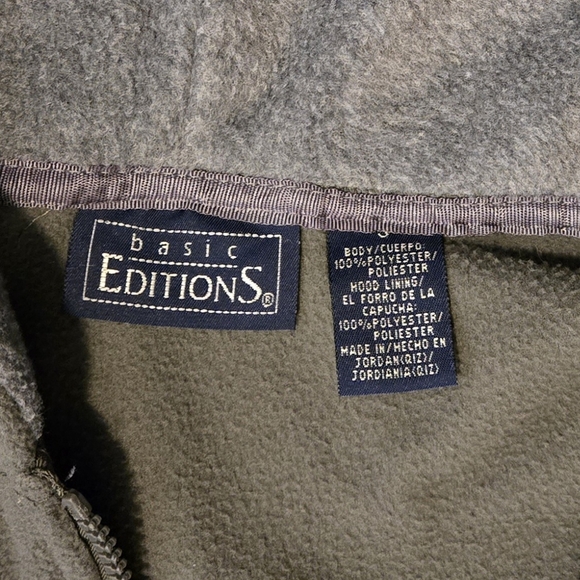 basic
EDITIONS®
S
BODY/CUERPO:
100%POLYESTER/
POLIESTER
HOOD LINING/
EL FORRO DE LA
CAPUCHA:
100%POLYESTER/
POLIESTER
MADE IN/HECHO EN
JORDAN(QIZ)/
JORDIANIA(QIZ)